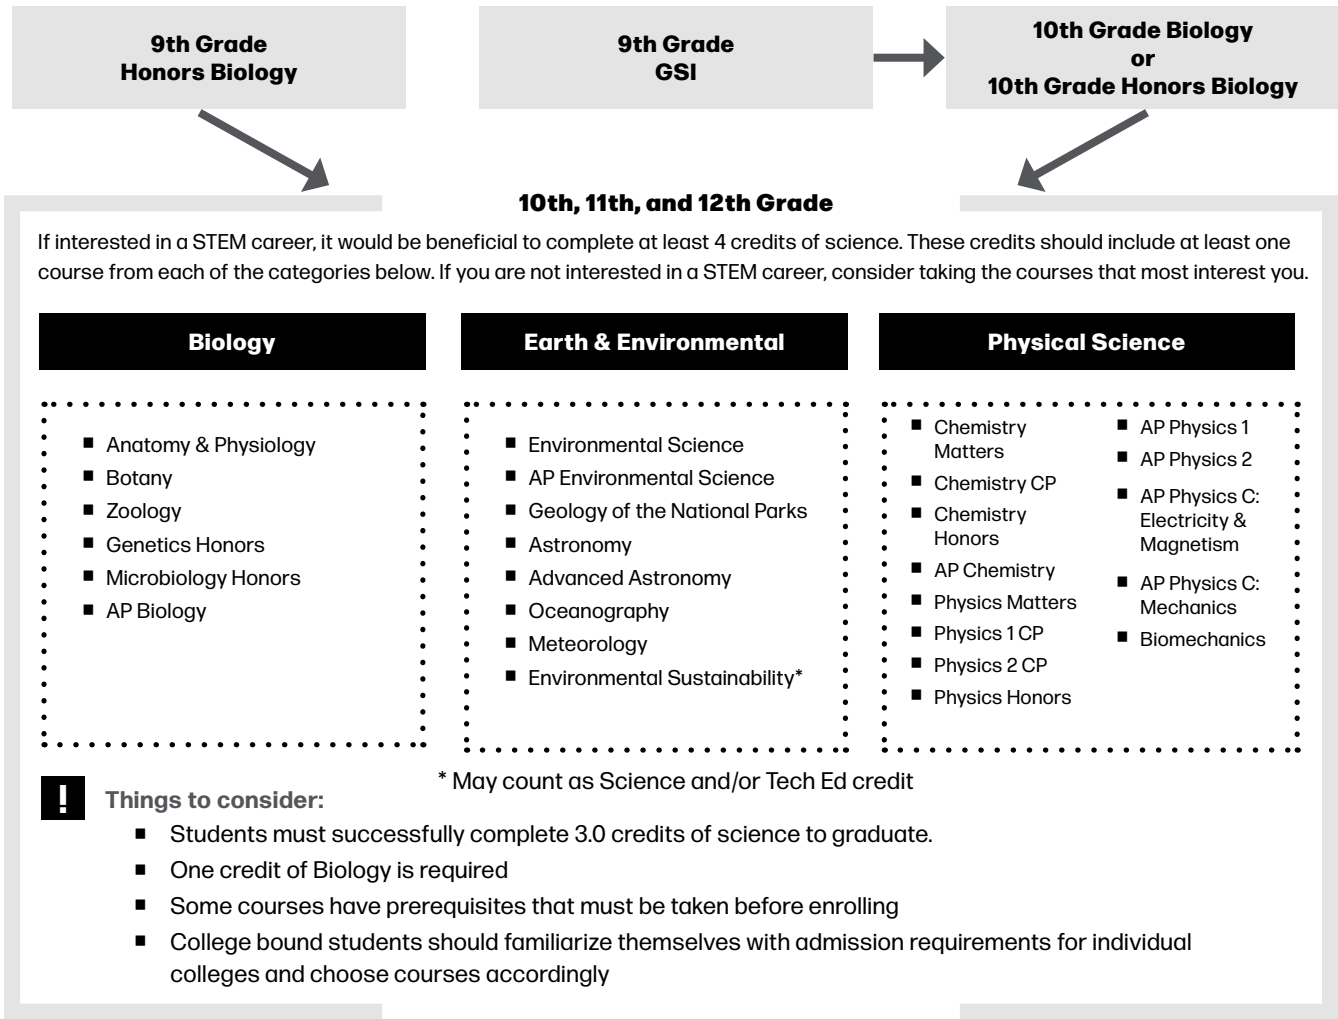 9th Grade
Honors Biology
9th Grade
GSI
10th Grade Biology
or
10th Grade Honors Biology
10th, 11th, and 12th Grade
If interested in a STEM career, it would be beneficial to complete at least 4 credits of science. These credits should include at least one
course from each of the categories below. If you are not interested in a STEM career, consider taking the courses that most interest you.
Biology
■ Anatomy & Physiology
■ Botany
■ Zoology
■ Genetics Honors
■ Microbiology Honors
■ AP Biology
Earth & Environmental
■ Environmental Science
■ AP Environmental Science
■ Geology of the National Parks
■ Astronomy
■ Advanced Astronomy
■ Oceanography
■ Meteorology
■ Environmental Sustainability*
Physical Science
■ Chemistry
Matters
■ Chemistry CP
■ Chemistry
Honors
■ AP Chemistry
■ Physics Matters
■ Physics 1 CP
■ Physics 2 CP
■ Physics Honors
■ AP Physics 1
■ AP Physics 2
■ AP Physics C:
Electricity &
Magnetism
■ AP Physics C:
Mechanics
■ Biomechanics
* May count as Science and/or Tech Ed credit
! Things to consider:
■ Students must successfully complete 3.0 credits of science to graduate.
■ One credit of Biology is required
■ Some courses have prerequisites that must be taken before enrolling
■ College bound students should familiarize themselves with admission requirements for individual
colleges and choose courses accordingly